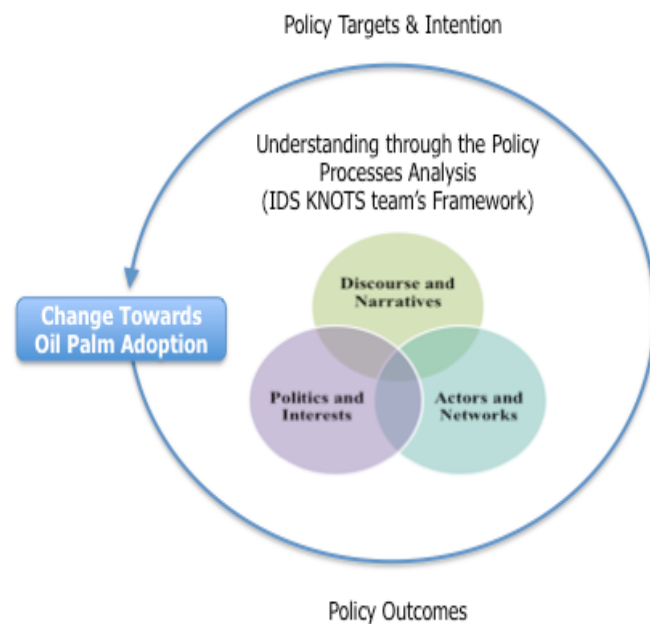 Policy Targets & Intention
Understanding through the Policy
Processes Analysis
(IDS KNOTS team's Framework)
Discourse and
Narratives
Change Towards
Oil Palm Adoption
Politics and
Interests
Actors and
Networks
Policy Outcomes